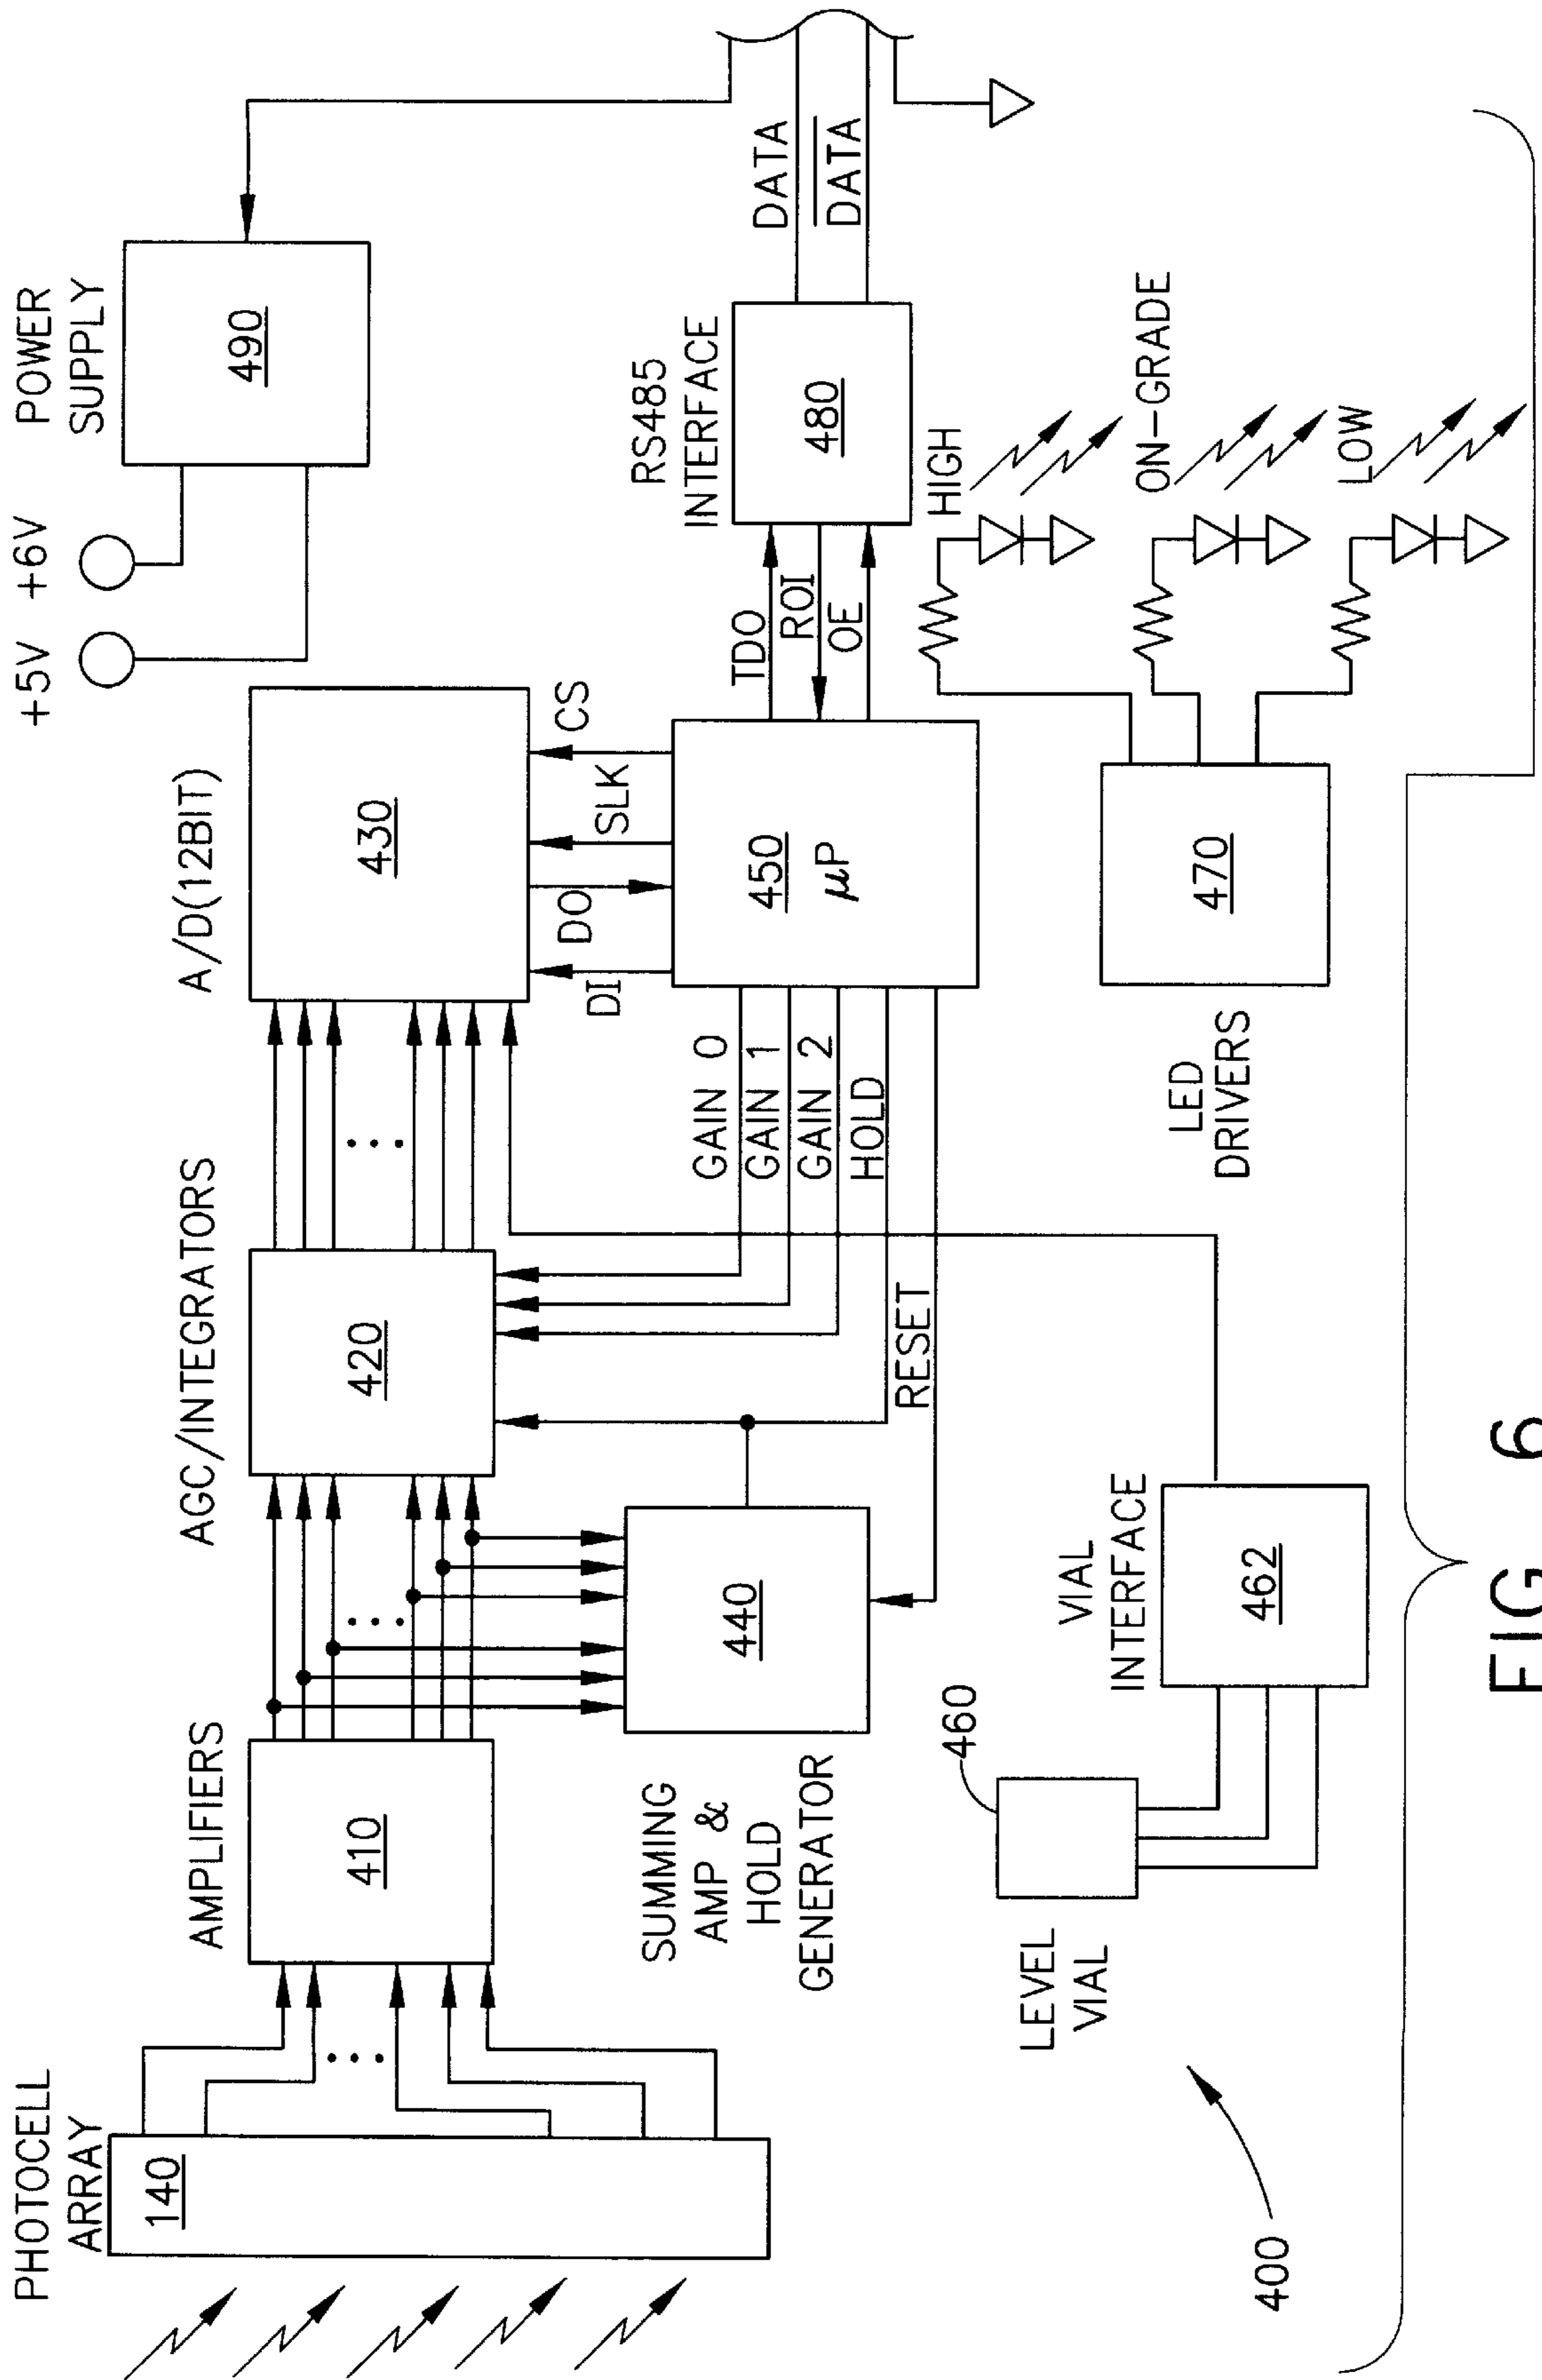 PHOTOCELL
ARRAY
140
AMPLIFIERS
410
AGC/INTEGRATORS
420
A/D(12BIT)
430
+5V
+6V
POWER
SUPPLY
490
SUMMING
AMP &
HOLD
GENERATOR
440
GAIN 0
GAIN 1
GAIN 2
HOLD
RESET
DI
DO
SLK
CS
450
μP
TDO
ROI
OE
RS485
INTERFACE
480
DATA
DATA
LEVEL
VIAL
460
VIAL
INTERFACE
462
LED
DRIVERS
470
HIGH
ON-GRADE
LOW
400
FIG. 6